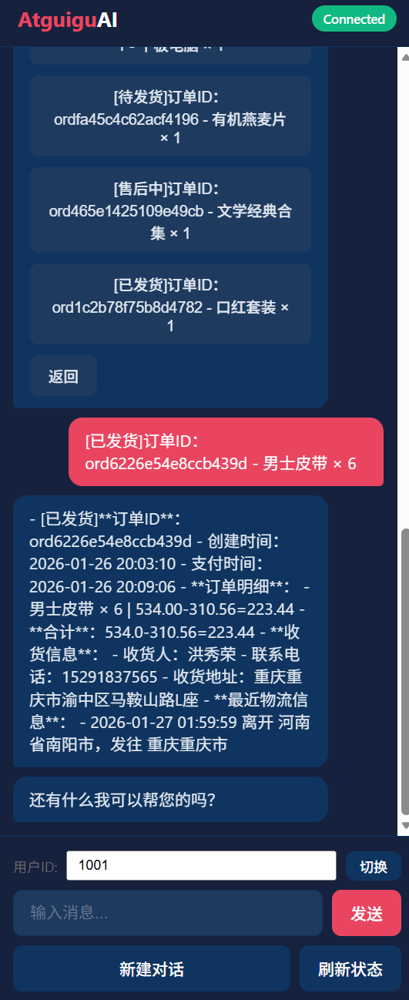 AtguiguAI
Connected
[待发货]订单ID：
ordfa45c4c62acf4196 - 有机燕麦片
× 1
[售后中]订单ID：
ord465e1425109e49cb - 文学经典合
集 × 1
[已发货]订单ID：
ord1c2b78f75b8d4782 - 口红套装 ×
1
返回
[已发货]订单ID：
ord6226e54e8ccb439d - 男士皮带 × 6
- [已发货]**订单ID**：
ord6226e54e8ccb439d - 创建时间：
2026-01-26 20:03:10 - 支付时间：
2026-01-26 20:09:06 - **订单明细**： -
男士皮带 × 6 | 534.00-310.56=223.44 -
**合计**：534.0-310.56=223.44 - **收
货信息**： - 收货人：洪秀荣 - 联系电
话：15291837565 - 收货地址：重庆重
庆市渝中区马鞍山路L座 - **最近物流信
息**： - 2026-01-27 01:59:59 离开 河南
省南阳市，发往 重庆重庆市
还有什么我可以帮您的吗？
用户ID:
1001
切换
输入消息...
发送
新建对话
刷新状态